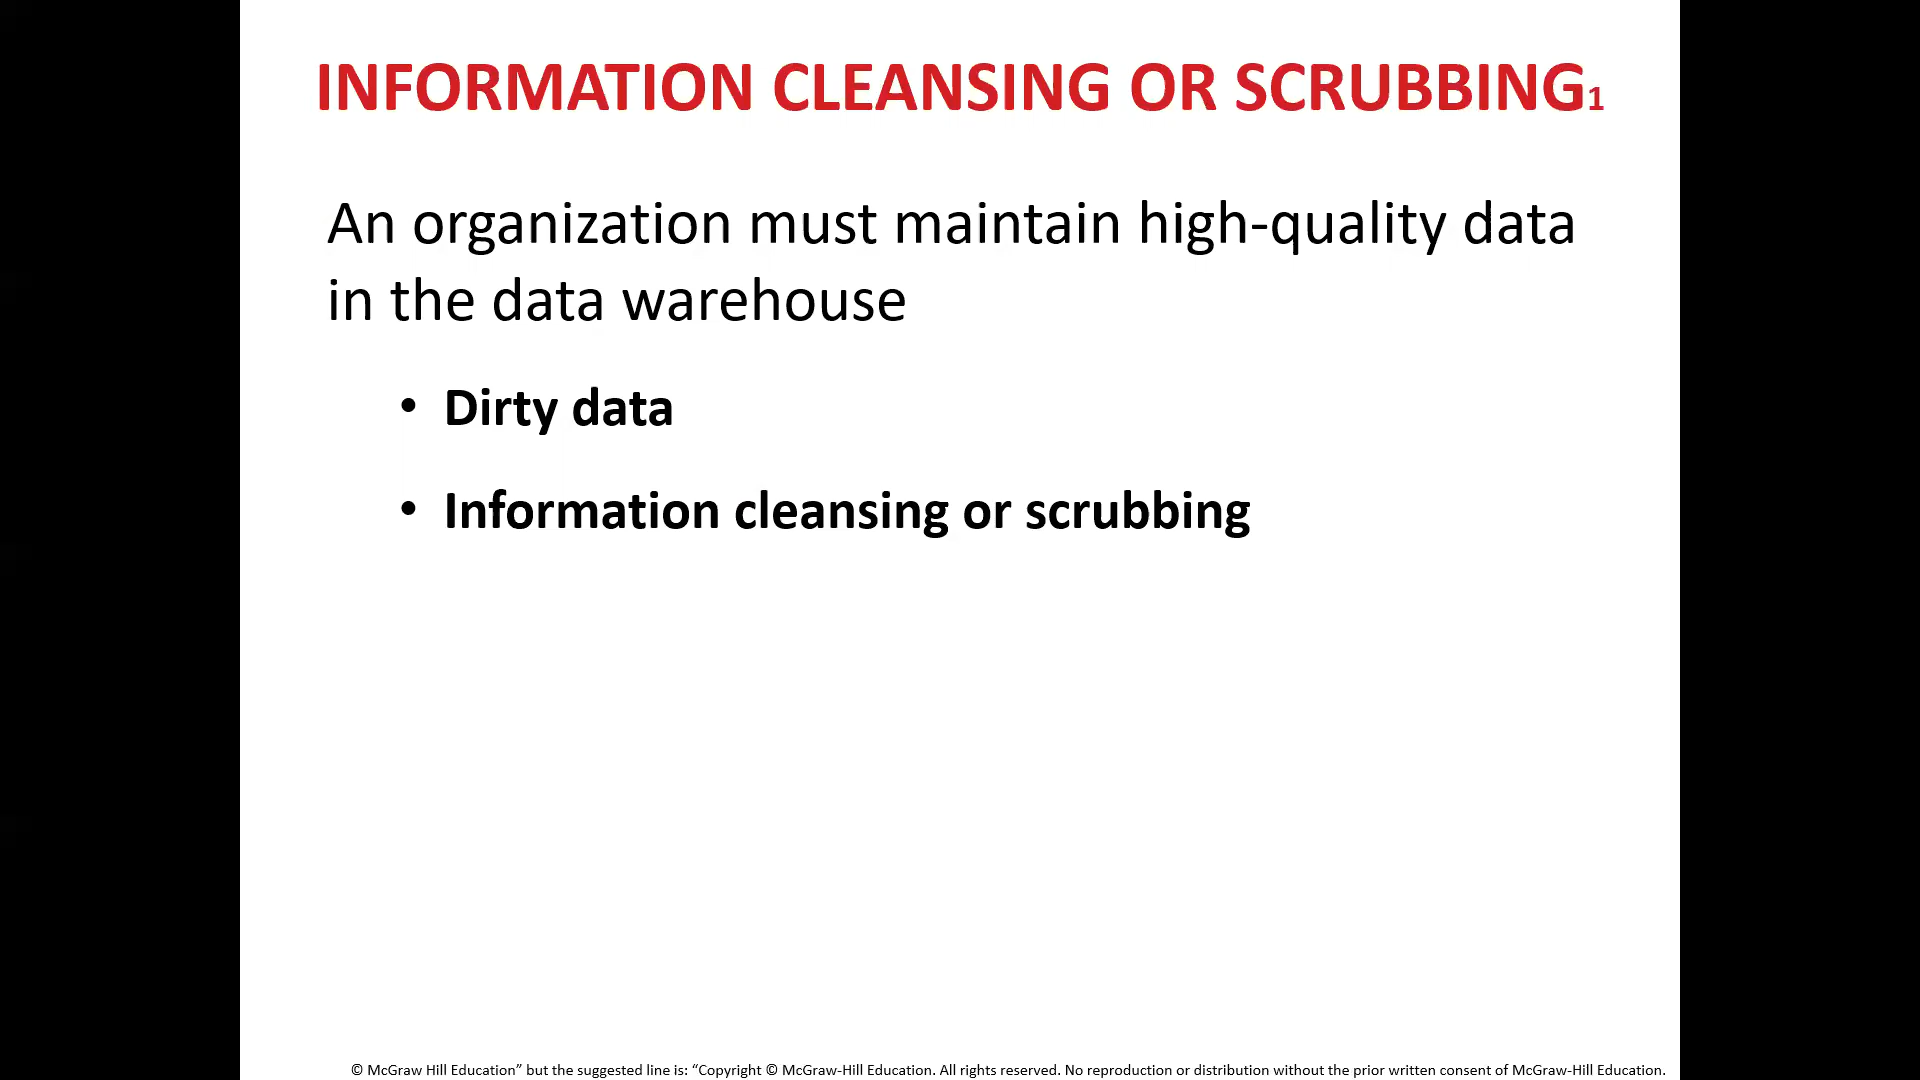 INFORMATION CLEANSING OR SCRUBBING1
An organization must maintain high-quality data
in the data warehouse
• Dirty data
• Information cleansing or scrubbing
© McGraw Hill Education” but the suggested line is: “Copyright © McGraw-Hill Education. All rights reserved. No reproduction or distribution without the prior written consent of McGraw-Hill Education.